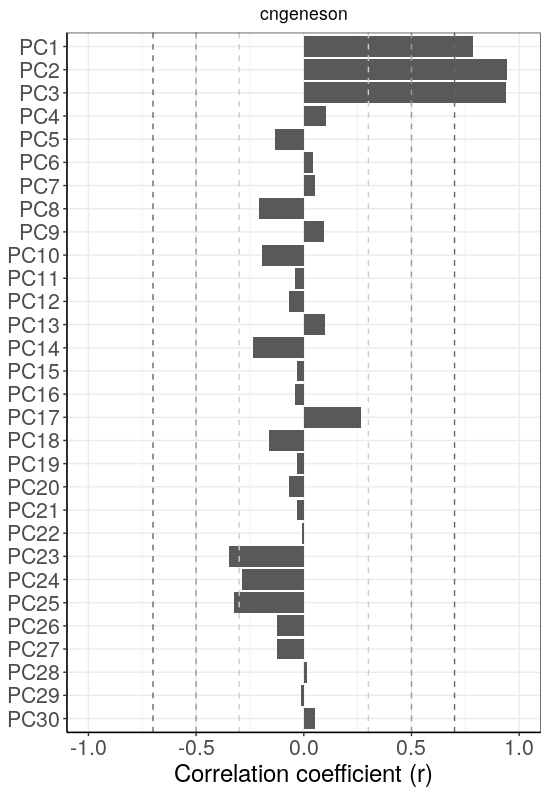 cngeneson
PC1
PC2
PC3
PC4
PC5
PC6
PC7
PC8
PC9
PC10
PC11
PC12
PC13
PC14
PC15
PC16
PC17
PC18
PC19
PC20
PC21
PC22
PC23
PC24
PC25
PC26
PC27
PC28
PC29
PC30
-1.0 -0.5 0.0 0.5 1.0
Correlation coefficient (r)